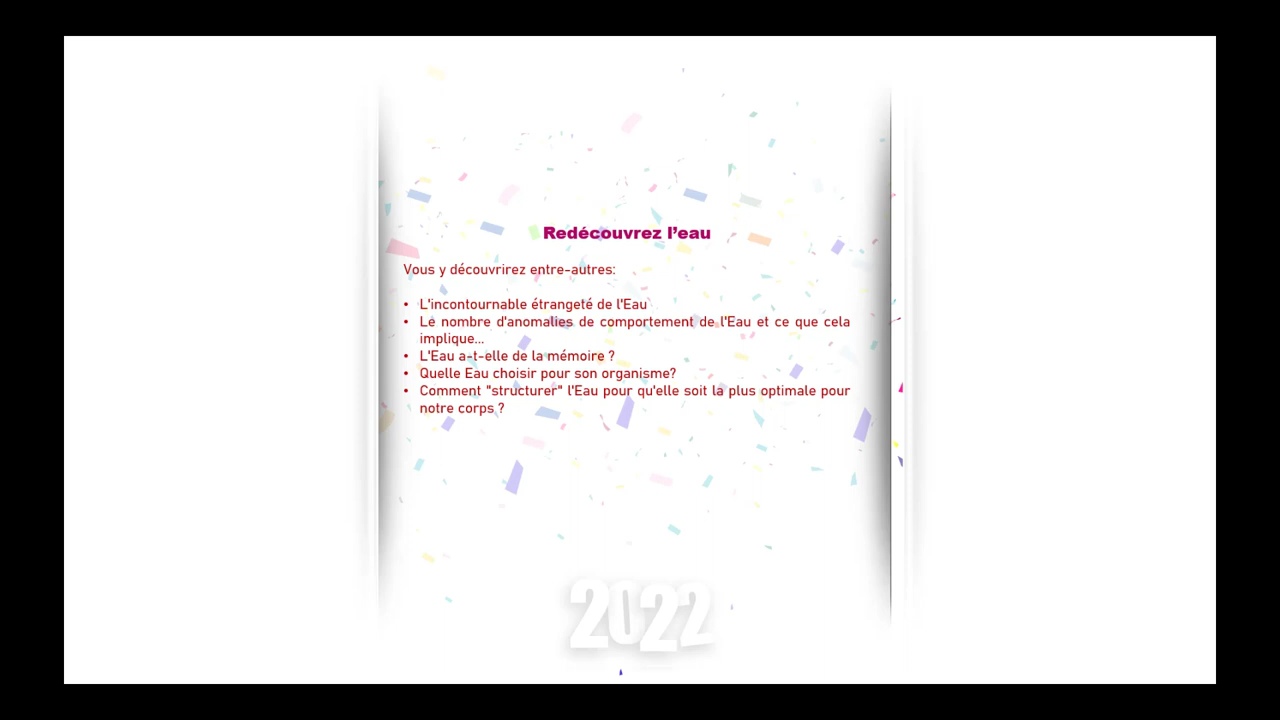 Redécouvrez l’eau
Vous y découvrirez entre-autres:
• L'incontournable étrangeté de l'Eau
• Le nombre d'anomalies de comportement de l'Eau et ce que cela
implique...
• L'Eau a-t-elle de la mémoire ?
• Quelle Eau choisir pour son organisme?
• Comment "structurer" l'Eau pour qu'elle soit la plus optimale pour
notre corps ?
2022